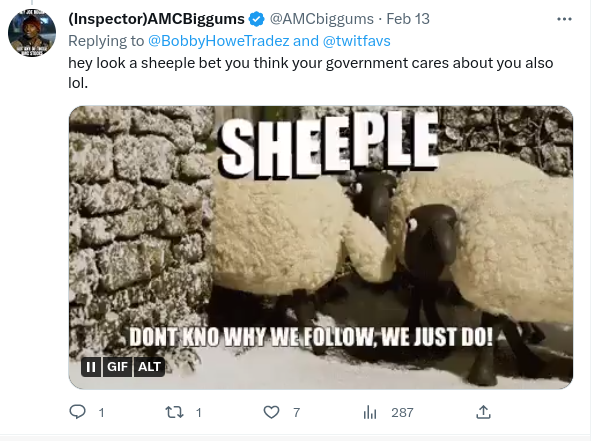 (Inspector)AMCBiggums @AMCbiggums · Feb 13
Replying to @BobbyHoweTradez and @twitfavs
hey look a sheeple bet you think your government cares about you also
lol.
SHEEPLE
DONT KNO WHY WE FOLLOW, WE JUST DO!
GIF ALT
1 1 7 287